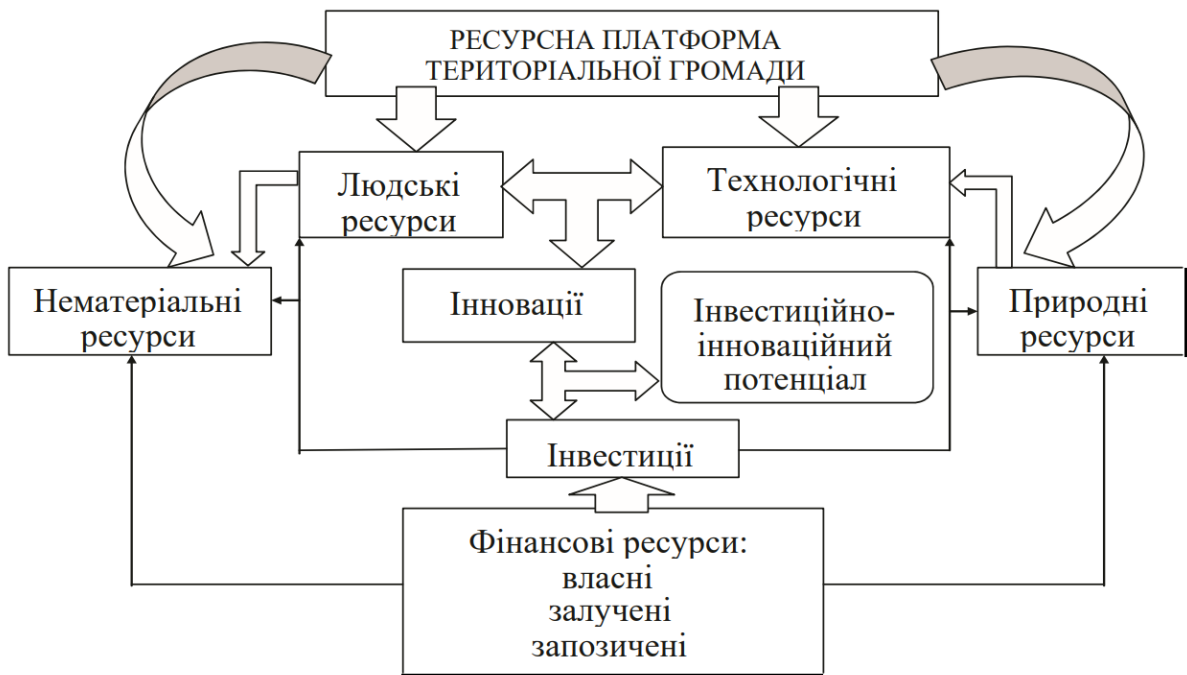 РЕСУРСНА ПЛАТФОРМА
ТЕРИТОРІАЛЬНОЇ ГРОМАДИ
Людські
ресурси
Технологічні
ресурси
Нематеріальні
ресурси
Інновації
Інвестиційно-
інноваційний
потенціал
Природні
ресурси
Інвестиції
Фінансові ресурси:
власні
залучені
запозичені